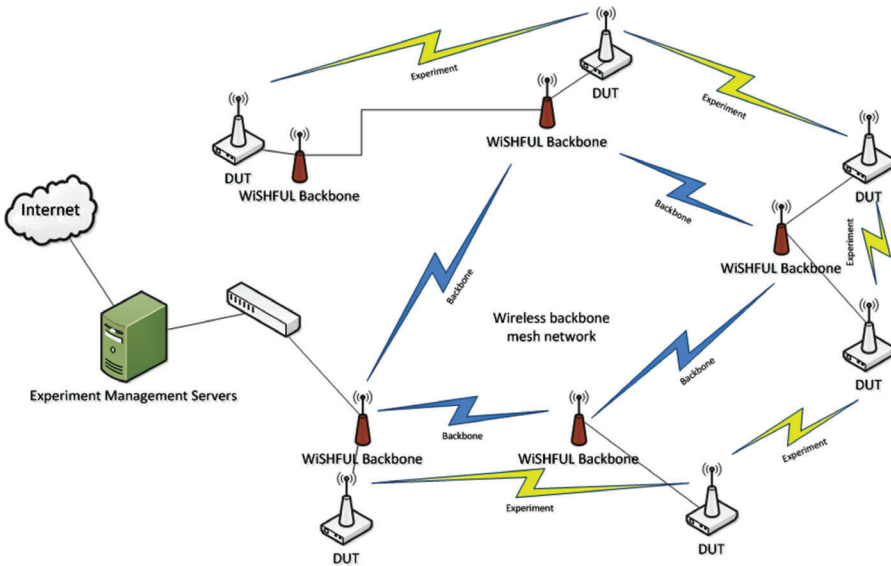 Experiment
DUT
Experiment
WiSHFUL Backbone
DUT
WiSHFUL Backbone
DUT
Internet
Backbone
Experiment
WiSHFUL Backbone
Backbone
Wireless backbone
mesh network
Backbone
DUT
Experiment Management Servers
Backbone
Experiment
WiSHFUL Backbone
WiSHFUL Backbone
Experiment
DUT
DUT